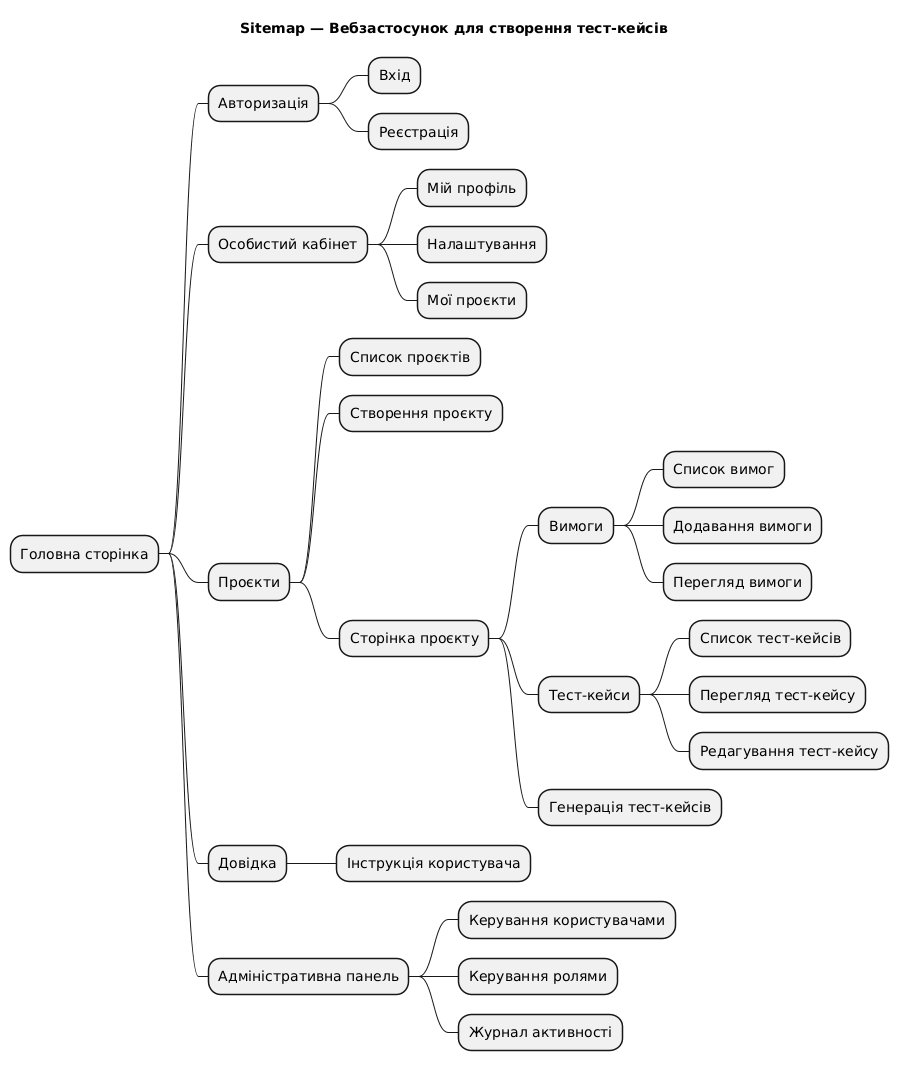 Sitemap — Вебзастосунок для створення тест-кейсів
Головна сторінка
Авторизація
Вхід
Реєстрація
Особистий кабінет
Мій профіль
Налаштування
Мої проєкти
Проєкти
Список проєктів
Створення проєкту
Сторінка проєкту
Вимоги
Список вимог
Додавання вимоги
Перегляд вимоги
Тест-кейси
Список тест-кейсів
Перегляд тест-кейсу
Редагування тест-кейсу
Генерація тест-кейсів
Довідка
Інструкція користувача
Адміністративна панель
Керування користувачами
Керування ролями
Журнал активності